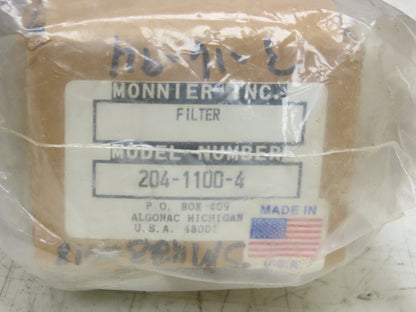 MONNIER INC.
FILTER
MODEL NUMBER
204-1100-4
P. O. BOX 409
ALGONAC MICHIGAN
U. S. A. 48001
MADE IN
U.S.A.